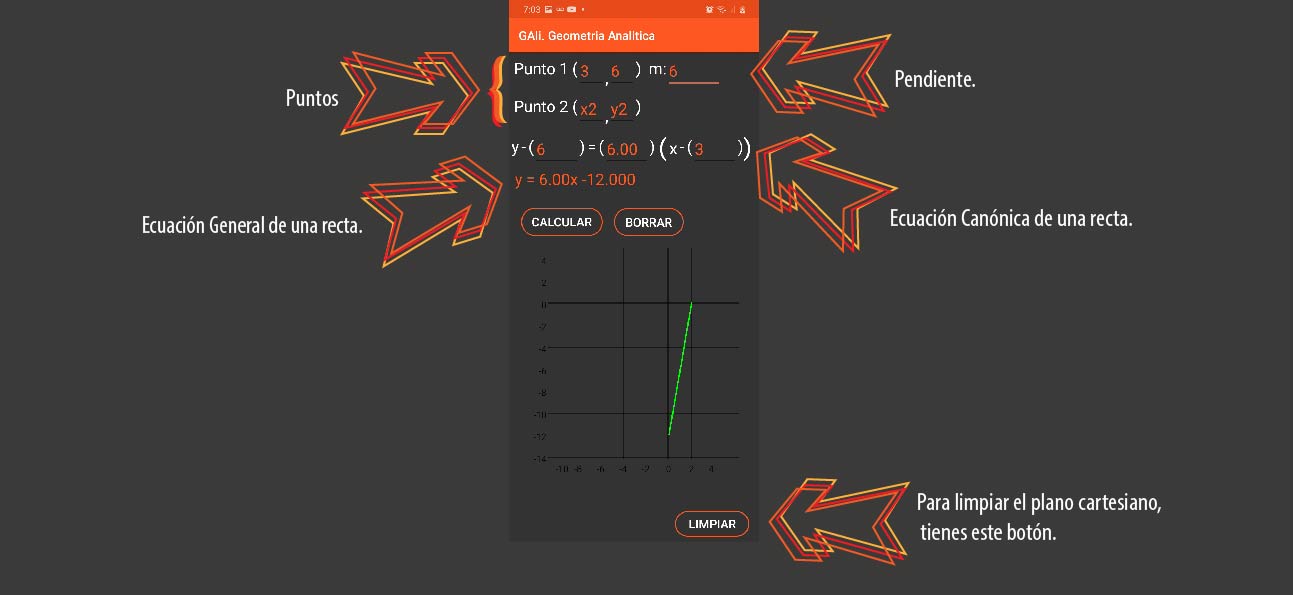 7:03
GAli. Geometria Analitica
Punto 1 ( 3 , 6 ) m: 6
Puntos
Pendiente.
Punto 2 ( x2 , y2 )
y - ( 6 ) = ( 6.00 ) ( x - ( 3 ) )
y = 6.00x -12.000
Ecuación General de una recta.
Ecuación Canónica de una recta.
CALCULAR BORRAR
4
2
0
-2
-4
-6
-8
-10
-12
-14
-10 -8 -6 -4 -2 0 2 4
LIMPIAR
Para limpiar el plano cartesiano,
tienes este botón.